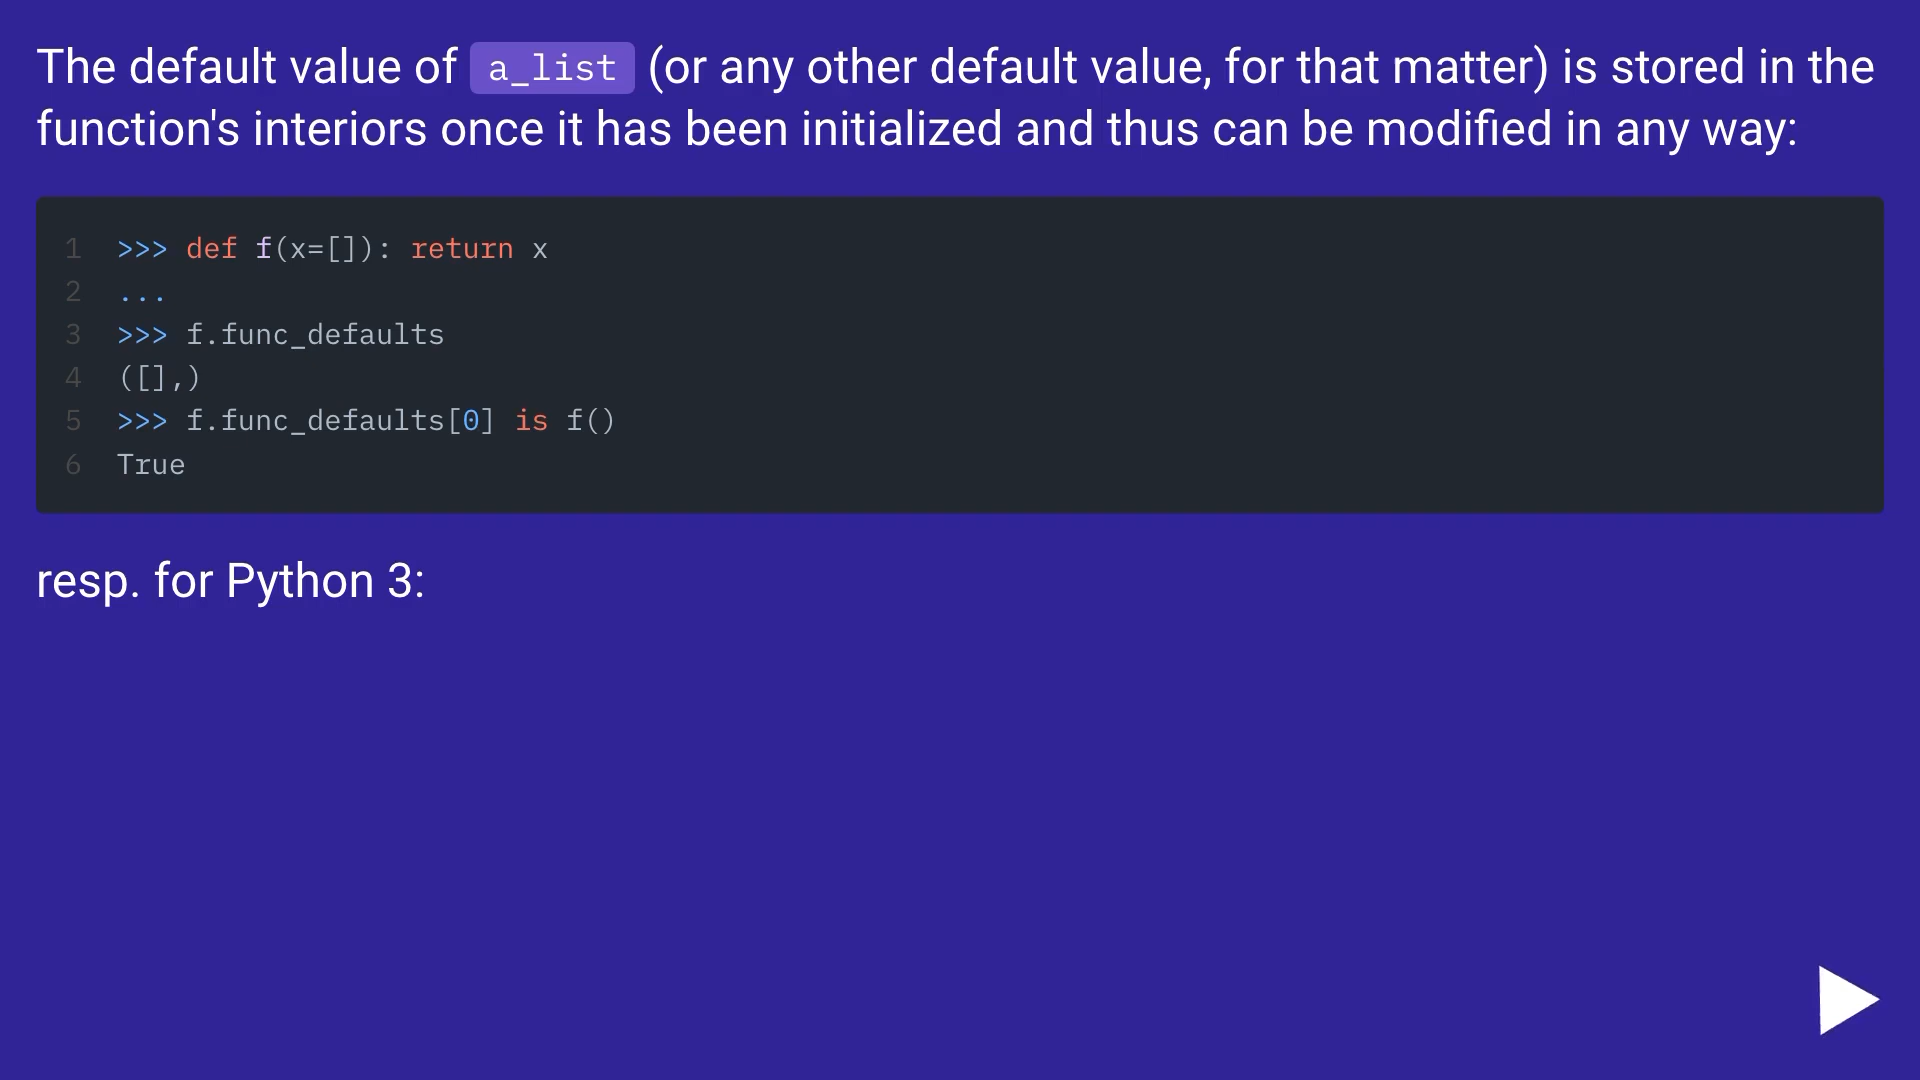 The default value of a_list (or any other default value, for that matter) is stored in the
function's interiors once it has been initialized and thus can be modified in any way:
1 >>> def f(x=[]): return x
2 ...
3 >>> f.func_defaults
4 ([],)
5 >>> f.func_defaults[0] is f()
6 True
resp. for Python 3: